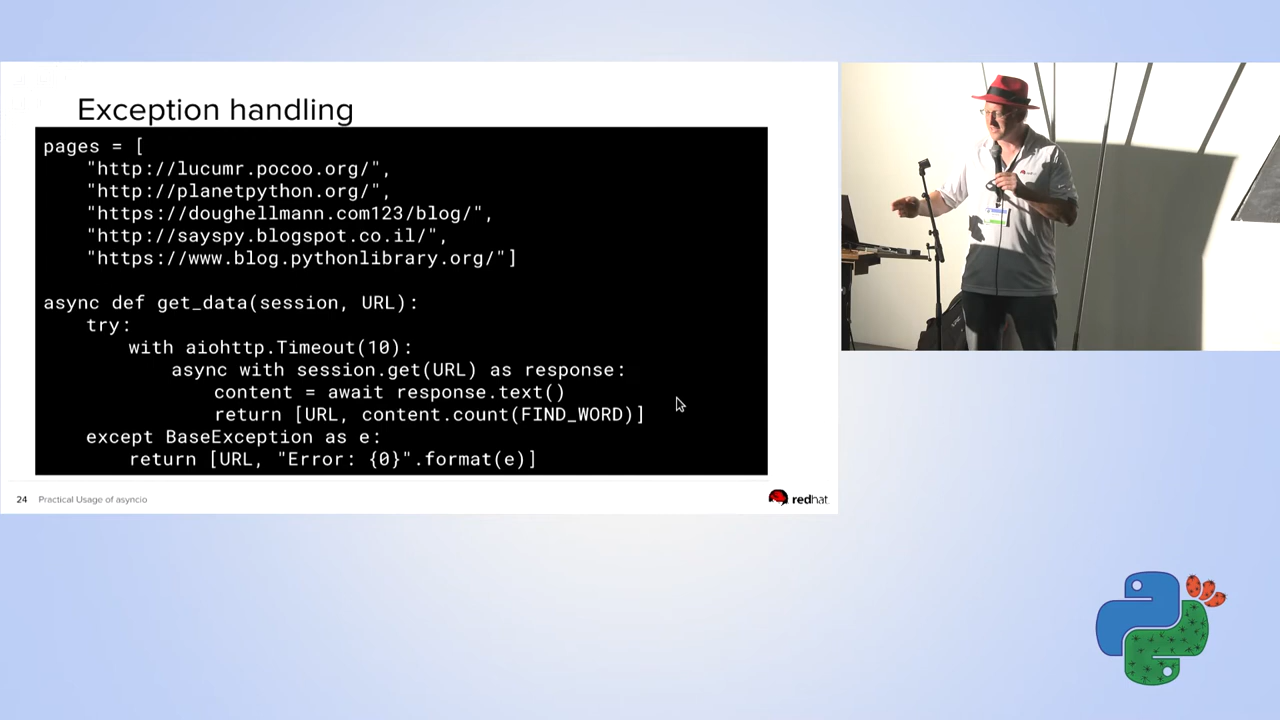 Exception handling
pages = [
    "http://lucumr.pocoo.org/",
    "http://planetpython.org/",
    "https://doughellmann.com123/blog/",
    "http://sayspy.blogspot.co.il/",
    "https://www.blog.pythonlibrary.org/"]
async def get_data(session, URL):
    try:
        with aiohttp.Timeout(10):
            async with session.get(URL) as response:
                content = await response.text()
                return [URL, content.count(FIND_WORD)]
    except BaseException as e:
        return [URL, "Error: {0}".format(e)]
24 Practical Usage of asyncio
redhat.